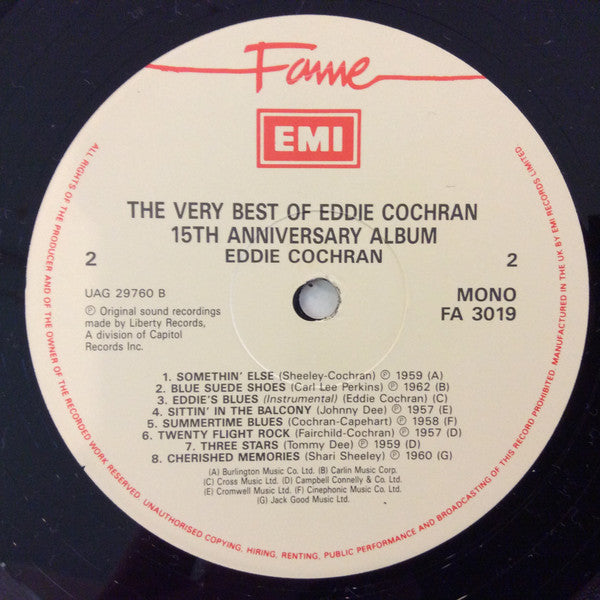 Fame
EMI
THE VERY BEST OF EDDIE COCHRAN
15TH ANNIVERSARY ALBUM
EDDIE COCHRAN
2
2
UAG 29760 B
MONO
FA 3019
℗ Original sound recordings
made by Liberty Records,
A division of Capitol
Records Inc.
1. SOMETHIN' ELSE (Sheeley-Cochran) ℗ 1959 (A)
2. BLUE SUEDE SHOES (Carl Lee Perkins) ℗ 1962 (B)
3. EDDIE'S BLUES (Instrumental) (Eddie Cochran) (C)
4. SITTIN' IN THE BALCONY (Johnny Dee) ℗ 1957 (E)
5. SUMMERTIME BLUES (Cochran-Capehart) ℗ 1958 (F)
6. TWENTY FLIGHT ROCK (Fairchild-Cochran) ℗ 1957 (D)
7. THREE STARS (Tommy Dee) ℗ 1959 (D)
8. CHERISHED MEMORIES (Shari Sheeley) ℗ 1960 (G)
(A) Burlington Music Co. Ltd. (B) Carlin Music Corp.
(C) Cross Music Ltd. (D) Campbell Connelly & Co. Ltd.
(E) Cromwell Music Ltd. (F) Cinephonic Music Co. Ltd.
(G) Jack Good Music Ltd.
ALL RIGHTS OF THE PRODUCER AND OF THE OWNER OF THE RECORDED WORK RESERVED. UNAUTHORISED COPYING, HIRING, RENTING, PUBLIC PERFORMANCE AND BROADCASTING OF THIS RECORD PROHIBITED. MANUFACTURED IN THE UK BY EMI RECORDS LIMITED